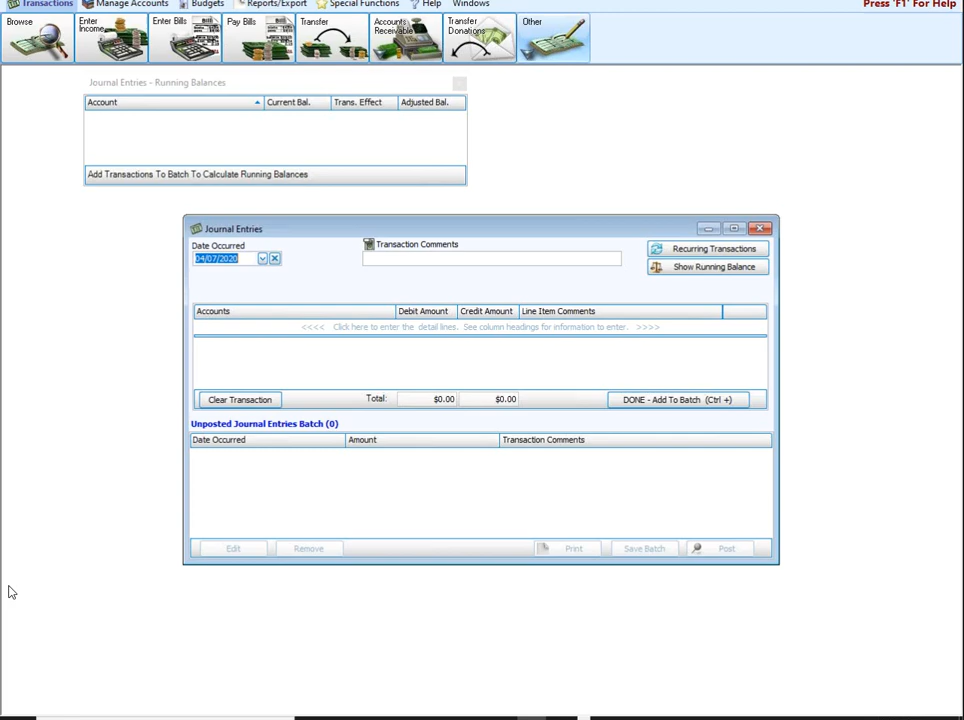 Transactions Manage Accounts Budgets Reports/Export Special Functions Help Windows Press 'F1' For Help
Browse Enter Income Enter Bills Pay Bills Transfer Accounts Receivable Transfer Donations Other
Journal Entries - Running Balances
Account Current Bal. Trans. Effect Adjusted Bal.
Add Transactions To Batch To Calculate Running Balances
Journal Entries
Date Occurred Transaction Comments Recurring Transactions
04/07/2020 Show Running Balance
Accounts Debit Amount Credit Amount Line Item Comments
<<<< Click here to enter the detail lines. See column headings for information to enter. >>>>
Clear Transaction Total: $0.00 $0.00 DONE - Add To Batch (Ctrl +)
Unposted Journal Entries Batch (0)
Date Occurred Amount Transaction Comments
Edit Remove Print Save Batch Post